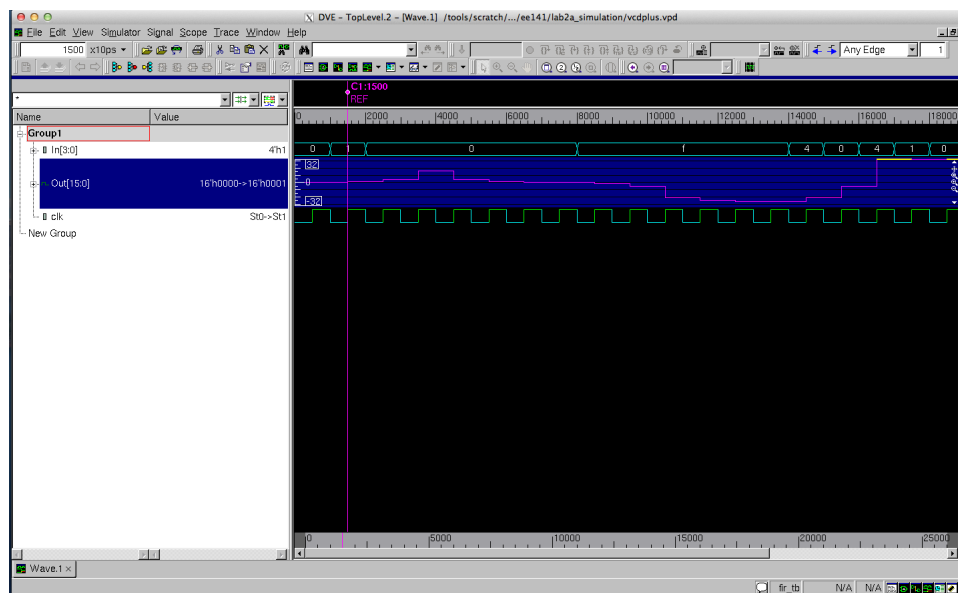 DVE - TopLevel.2 - [Wave.1] /tools/scratch/.../ee141/lab2a_simulation/vcdplus.vpd
File Edit View Simulator Signal Scope Trace Window Help
1500 x10ps Any Edge 1
C1:1500
REF
*
Name Value
0 2000 4000 6000 8000 10000 12000 14000 16000 18000
Group1
In[3:0] 4'h1 0 1 0 f 4 0 4 1 0
32
Out[15:0] 16'h0000->16'h0001 0
-32
clk St0->St1
New Group
0 5000 10000 15000 20000 25000
Wave.1 ×
fir_tb N/A N/A